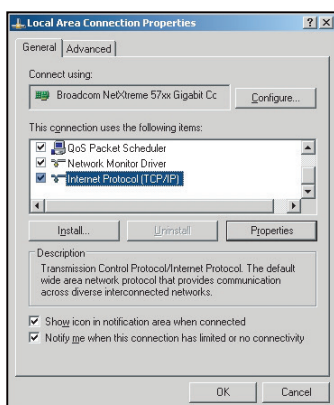 Local Area Connection Properties
General Advanced
Connect using:
Broadcom NetXtreme 57xx Gigabit Cc
Configure...
This connection uses the following items:
QoS Packet Scheduler
Network Monitor Driver
Internet Protocol (TCP/IP)
Install... Uninstall Properties
Description
Transmission Control Protocol/Internet Protocol. The default
wide area network protocol that provides communication
across diverse interconnected networks.
Show icon in notification area when connected
Notify me when this connection has limited or no connectivity
OK Cancel